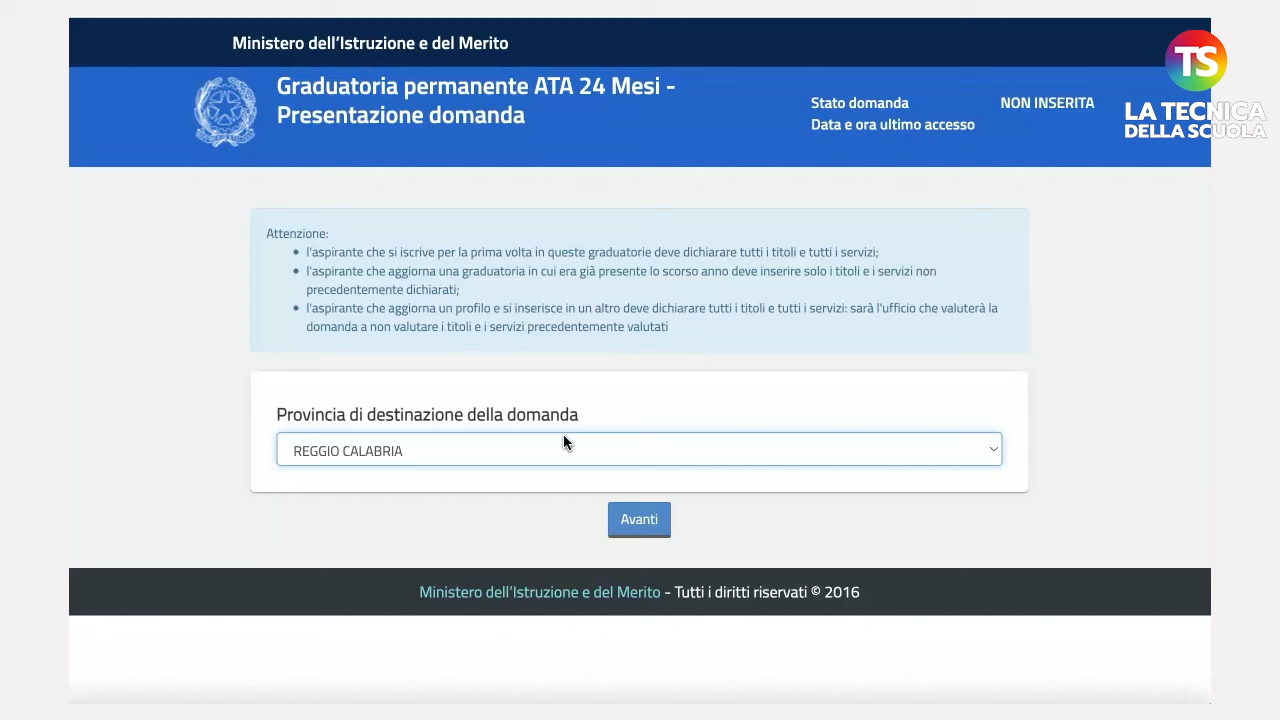 Ministero dell'Istruzione e del Merito
TS
LA TECNICA
DELLA SCUOLA
Graduatoria permanente ATA 24 Mesi -
Presentazione domanda
Stato domanda NON INSERITA
Data e ora ultimo accesso
Attenzione:
l'aspirante che si iscrive per la prima volta in queste graduatorie deve dichiarare tutti i titoli e tutti i servizi;
l'aspirante che aggiorna una graduatoria in cui era già presente lo scorso anno deve inserire solo i titoli e i servizi non
precedentemente dichiarati;
l'aspirante che aggiorna un profilo e si inserisce in un altro deve dichiarare tutti i titoli e tutti i servizi: sarà l'ufficio che valuterà la
domanda a non valutare i titoli e i servizi precedentemente valutati
Provincia di destinazione della domanda
REGGIO CALABRIA
Avanti
Ministero dell'Istruzione e del Merito - Tutti i diritti riservati © 2016